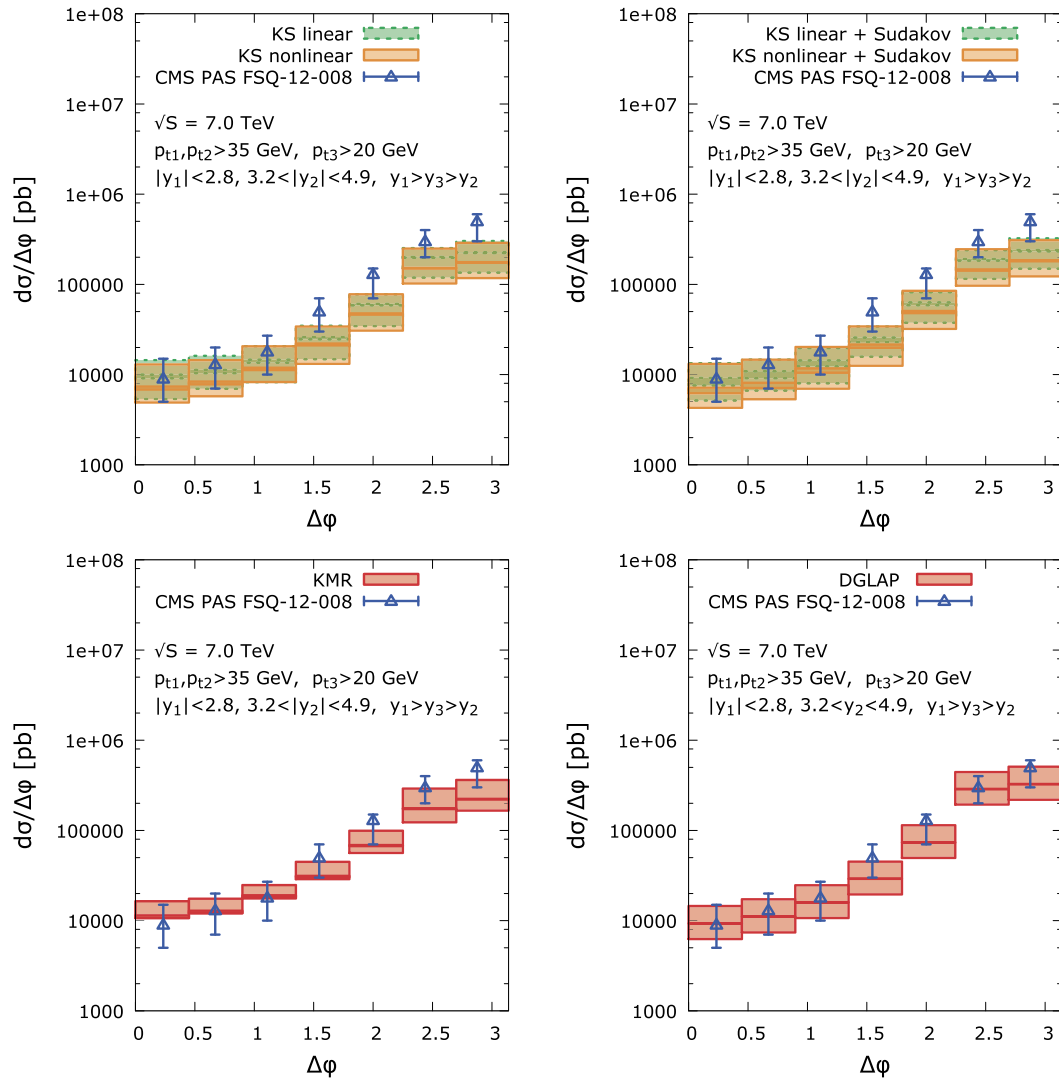 KS linear
KS nonlinear
CMS PAS FSQ-12-008
√S = 7.0 TeV
pt1,pt2>35 GeV, pt3>20 GeV
|y1|<2.8, 3.2<|y2|<4.9, y1>y3>y2
dσ/Δφ [pb]
1e+08
1e+07
1e+06
100000
10000
1000
0 0.5 1 1.5 2 2.5 3
Δφ
KS linear + Sudakov
KS nonlinear + Sudakov
CMS PAS FSQ-12-008
√S = 7.0 TeV
pt1,pt2>35 GeV, pt3>20 GeV
|y1|<2.8, 3.2<|y2|<4.9, y1>y3>y2
dσ/Δφ [pb]
1e+08
1e+07
1e+06
100000
10000
1000
0 0.5 1 1.5 2 2.5 3
Δφ
KMR
CMS PAS FSQ-12-008
√S = 7.0 TeV
pt1,pt2>35 GeV, pt3>20 GeV
|y1|<2.8, 3.2<|y2|<4.9, y1>y3>y2
dσ/Δφ [pb]
1e+08
1e+07
1e+06
100000
10000
1000
0 0.5 1 1.5 2 2.5 3
Δφ
DGLAP
CMS PAS FSQ-12-008
√S = 7.0 TeV
pt1,pt2>35 GeV, pt3>20 GeV
|y1|<2.8, 3.2<y2<4.9, y1>y3>y2
dσ/Δφ [pb]
1e+08
1e+07
1e+06
100000
10000
1000
0 0.5 1 1.5 2 2.5 3
Δφ